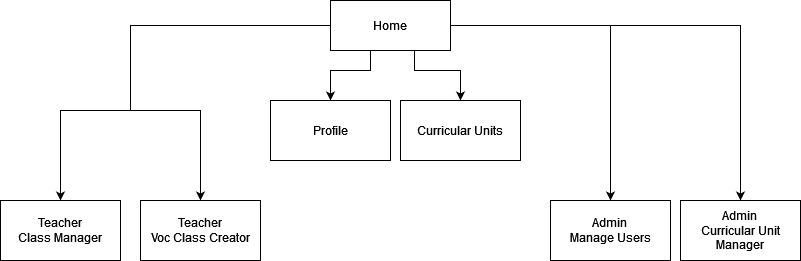 Home
Profile
Curricular Units
Teacher
Class Manager
Teacher
Voc Class Creator
Admin
Manage Users
Admin
Curricular Unit
Manager